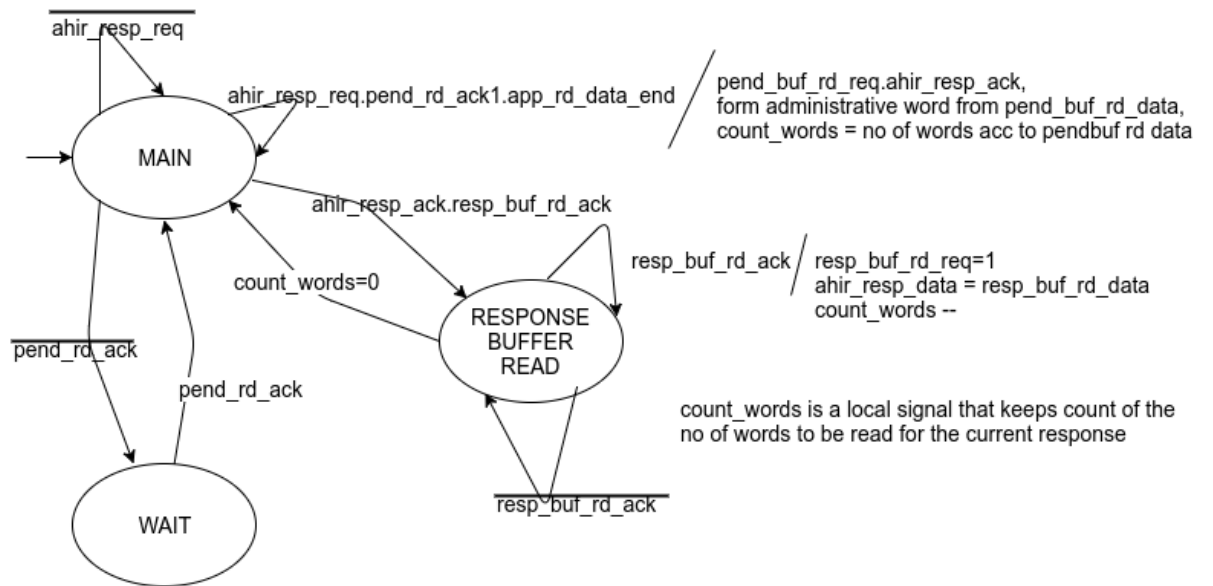 ahir_resp_req
ahir_resp_req.pend_rd_ack1.app_rd_data_end
pend_buf_rd_req.ahir_resp_ack,
form administrative word from pend_buf_rd_data,
count_words = no of words acc to pendbuf rd data
MAIN
ahir_resp_ack.resp_buf_rd_ack
count_words=0
resp_buf_rd_ack
resp_buf_rd_req=1
ahir_resp_data = resp_buf_rd_data
count_words --
RESPONSE
BUFFER
READ
pend_rd_ack
pend_rd_ack
count_words is a local signal that keeps count of the
no of words to be read for the current response
resp_buf_rd_ack
WAIT